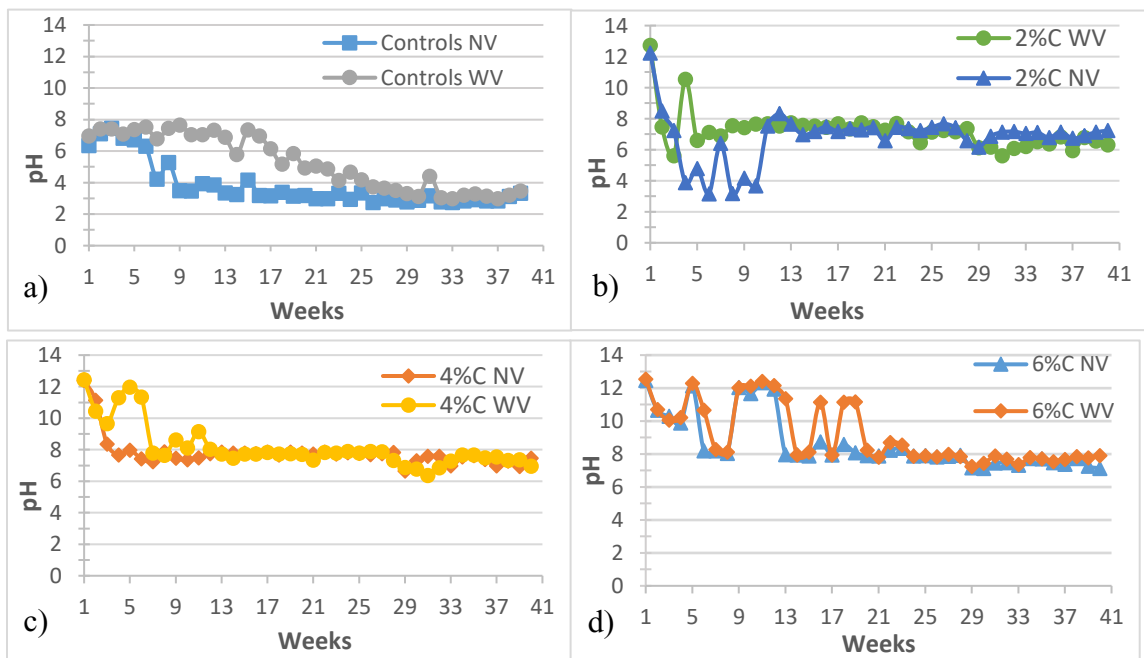 14
12
10
8
6
4
2
0
pH
Controls NV
Controls WV
1 5 9 13 17 21 25 29 33 37 41
Weeks
a)
14
12
10
8
6
4
2
0
pH
2%C WV
2%C NV
1 5 9 13 17 21 25 29 33 37 41
Weeks
b)
14
12
10
8
6
4
2
0
pH
4%C NV
4%C WV
1 5 9 13 17 21 25 29 33 37 41
Weeks
c)
14
12
10
8
6
4
2
0
pH
6%C NV
6%C WV
1 5 9 13 17 21 25 29 33 37 41
Weeks
d)